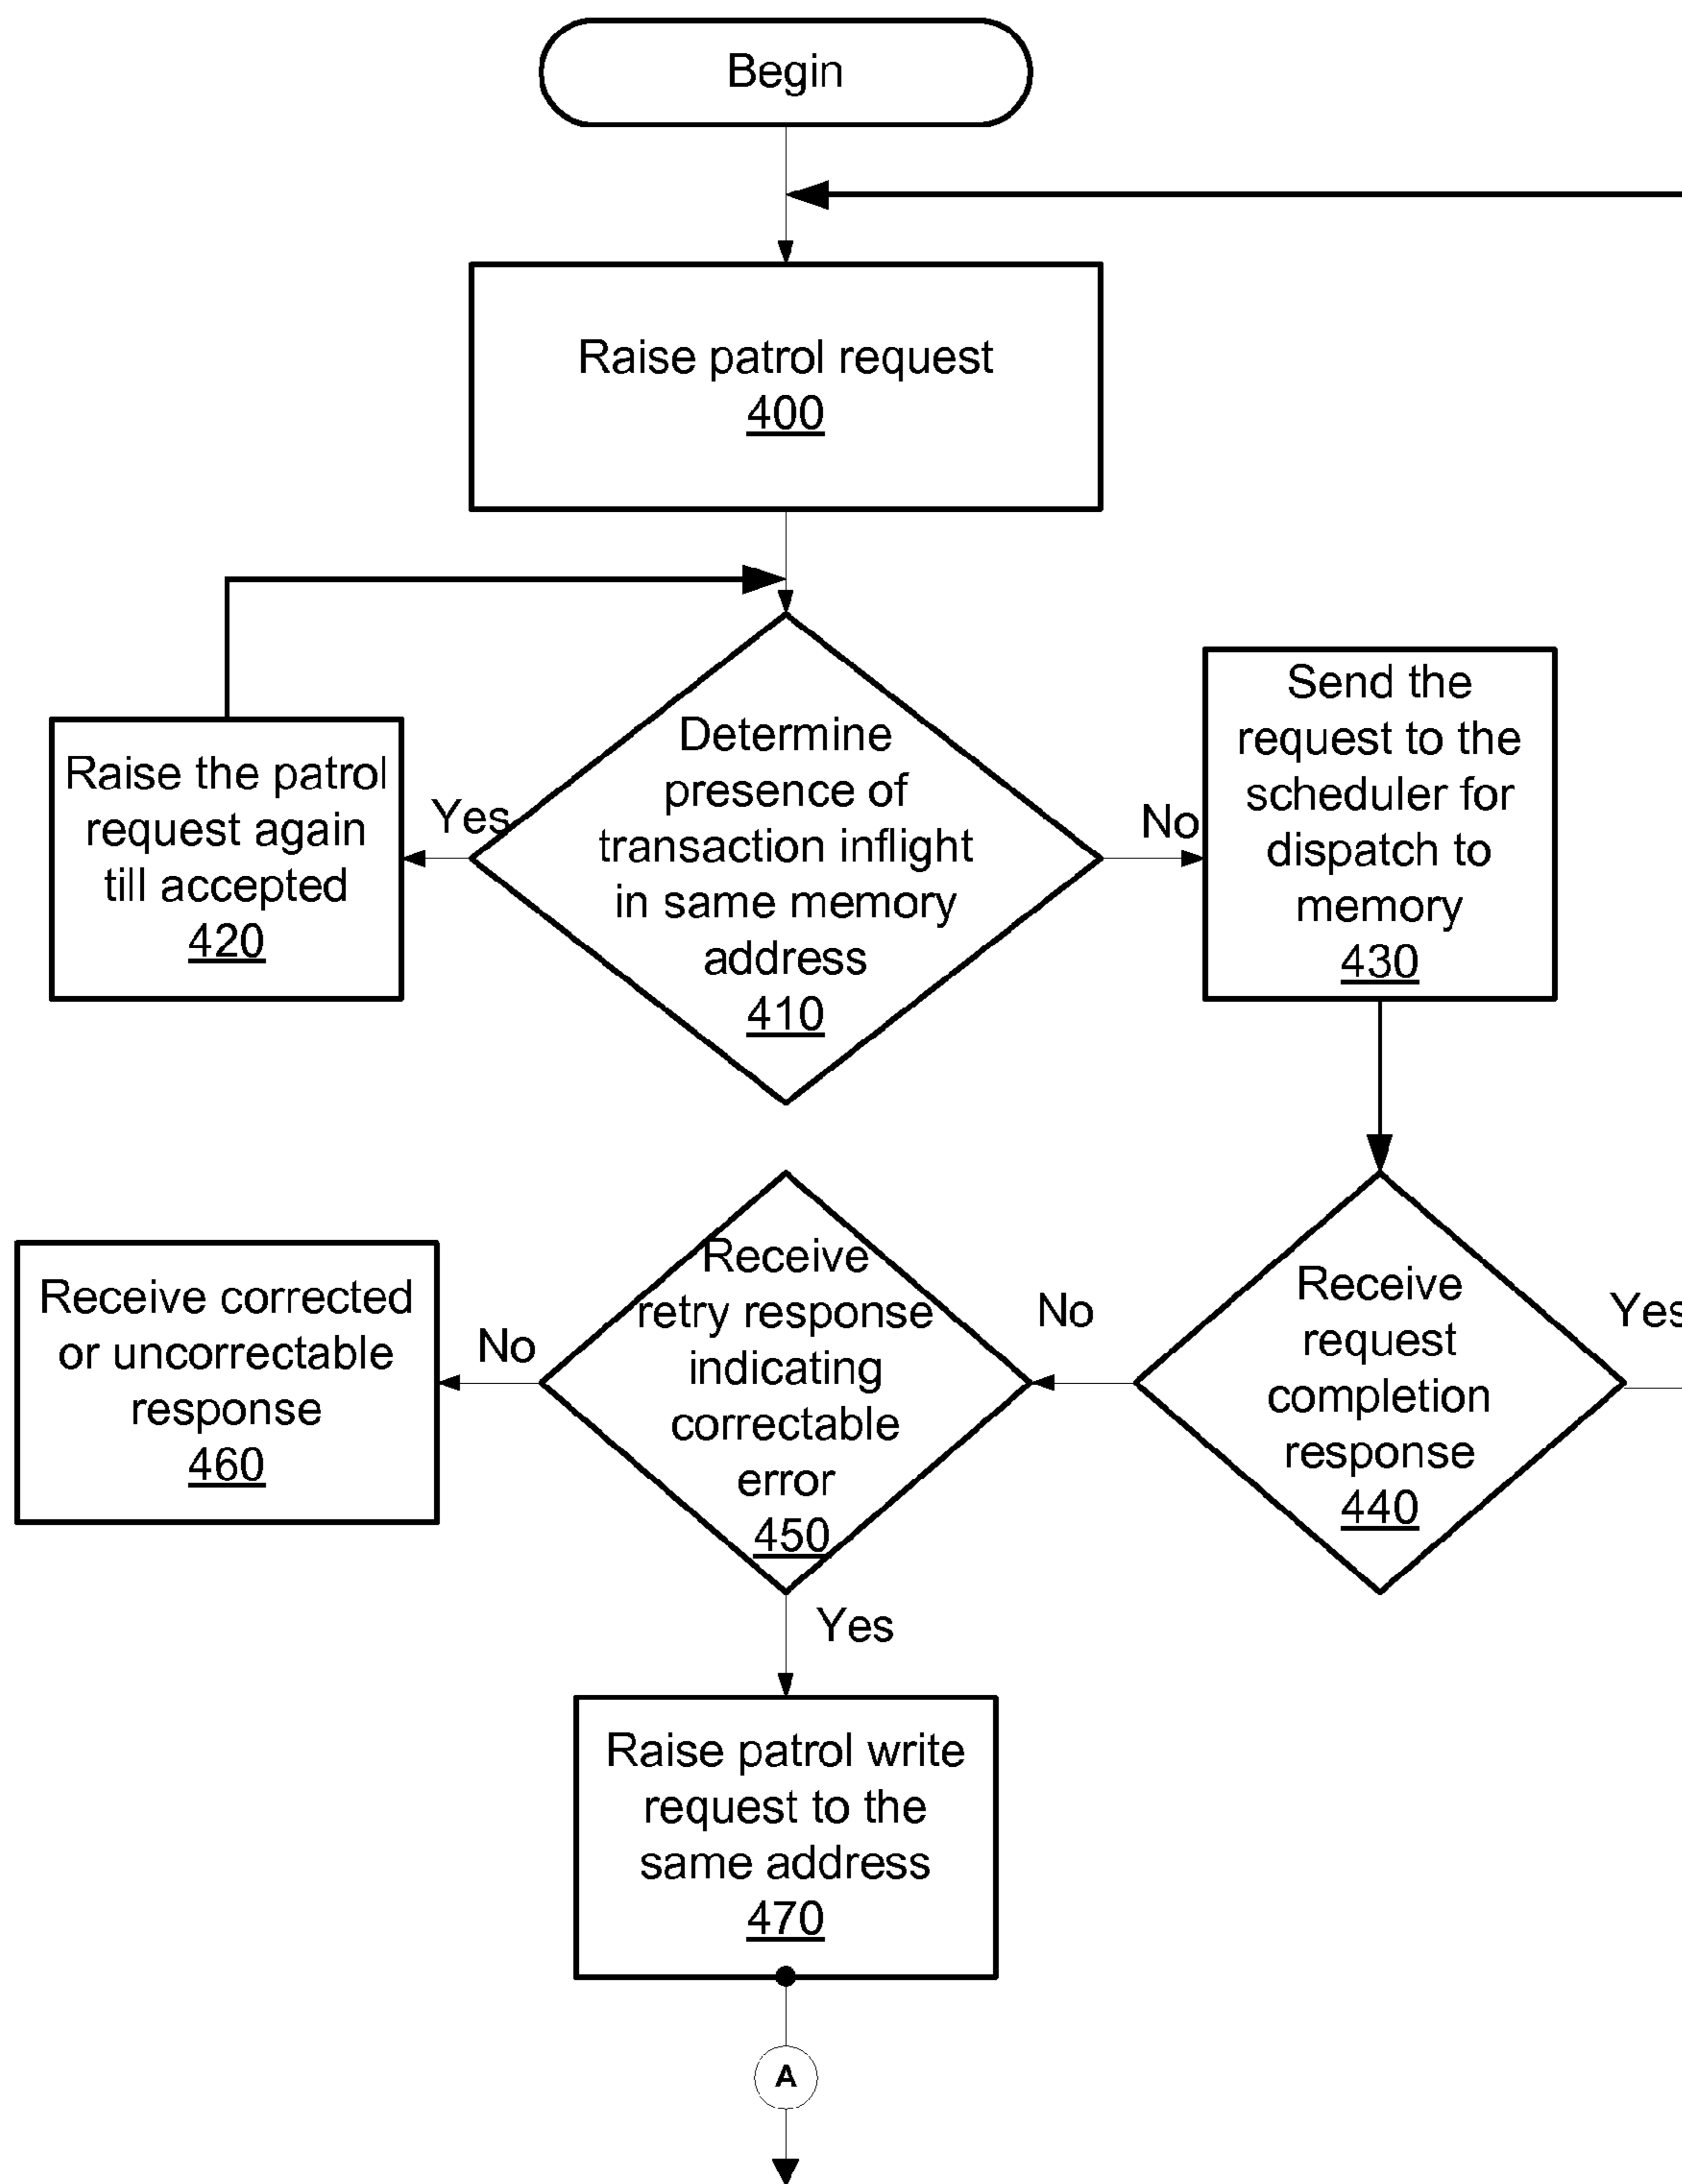 Begin
Raise patrol request
400
Determine
presence of
transaction inflight
in same memory
address
410
Yes
Raise the patrol
request again
till accepted
420
No
Send the
request to the
scheduler for
dispatch to
memory
430
Receive
request
completion
response
440
Yes
No
Receive
retry response
indicating
correctable
error
450
No
Receive corrected
or uncorrectable
response
460
Yes
Raise patrol write
request to the
same address
470
A